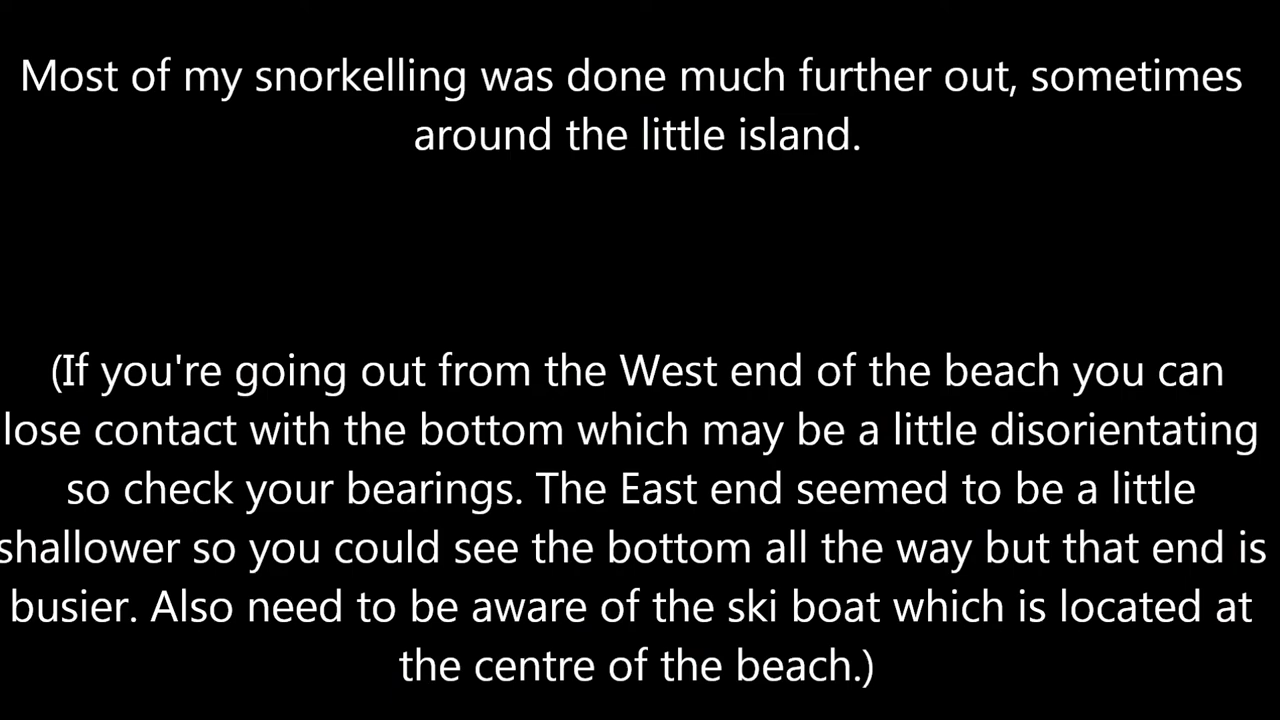 Most of my snorkelling was done much further out, sometimes
around the little island.
(If you're going out from the West end of the beach you can
lose contact with the bottom which may be a little disorientating
so check your bearings. The East end seemed to be a little
shallower so you could see the bottom all the way but that end is
busier. Also need to be aware of the ski boat which is located at
the centre of the beach.)